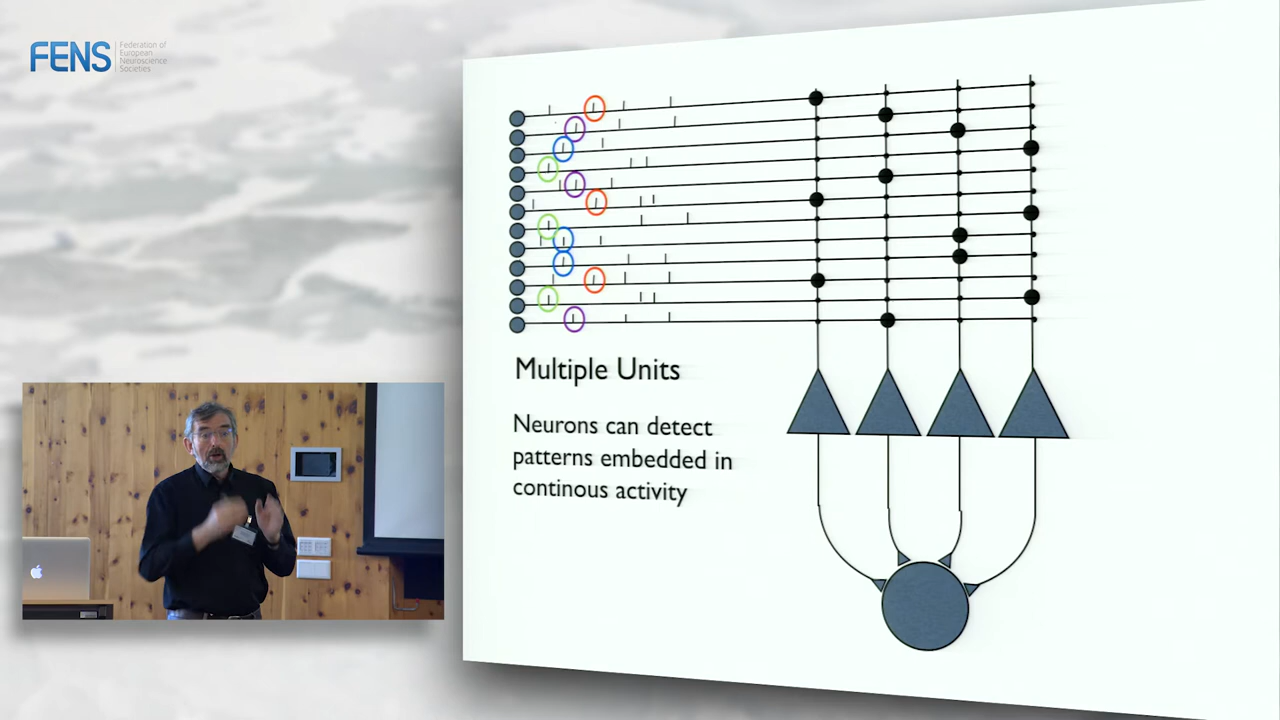 FENS
Federation of
European
Neuroscience
Societies
Multiple Units
Neurons can detect
patterns embedded in
continous activity